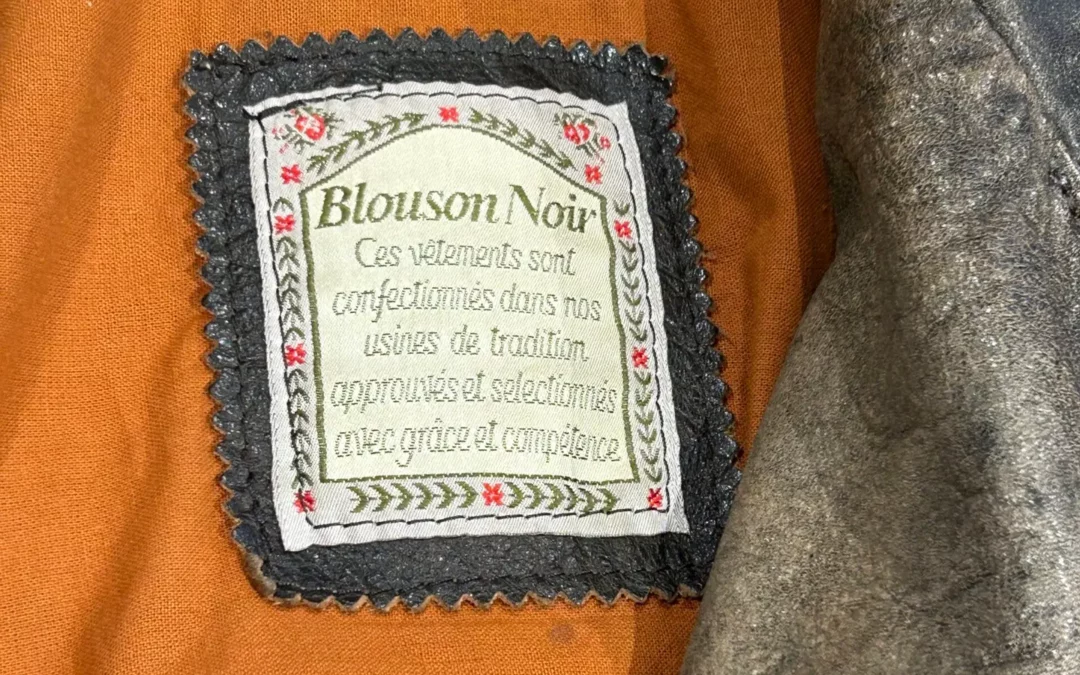 Blouson Noir
Ces vêtements sont
confectionnés dans nos
usines de tradition
approuvés et selectionnés
avec grâce et compétence